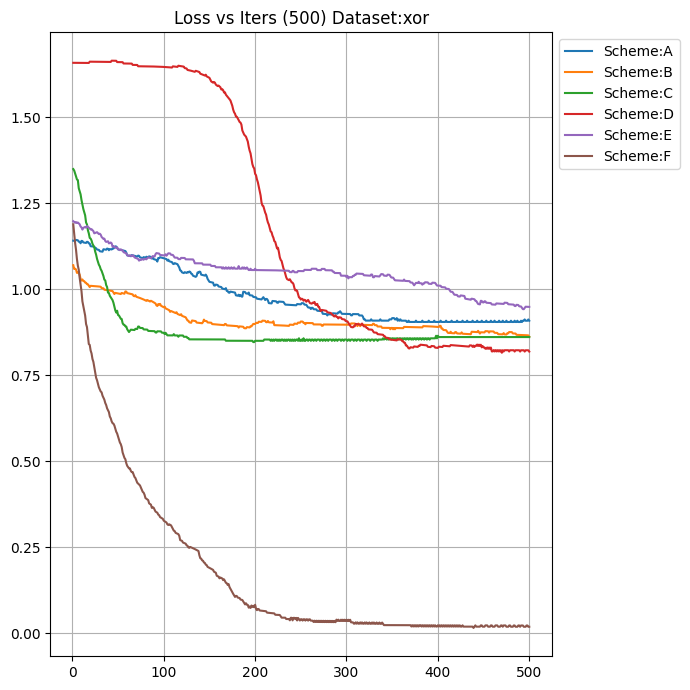 Loss vs Iters (500) Dataset:xor
Scheme:A
Scheme:B
Scheme:C
Scheme:D
Scheme:E
Scheme:F
1.50
1.25
1.00
0.75
0.50
0.25
0.00
0 100 200 300 400 500